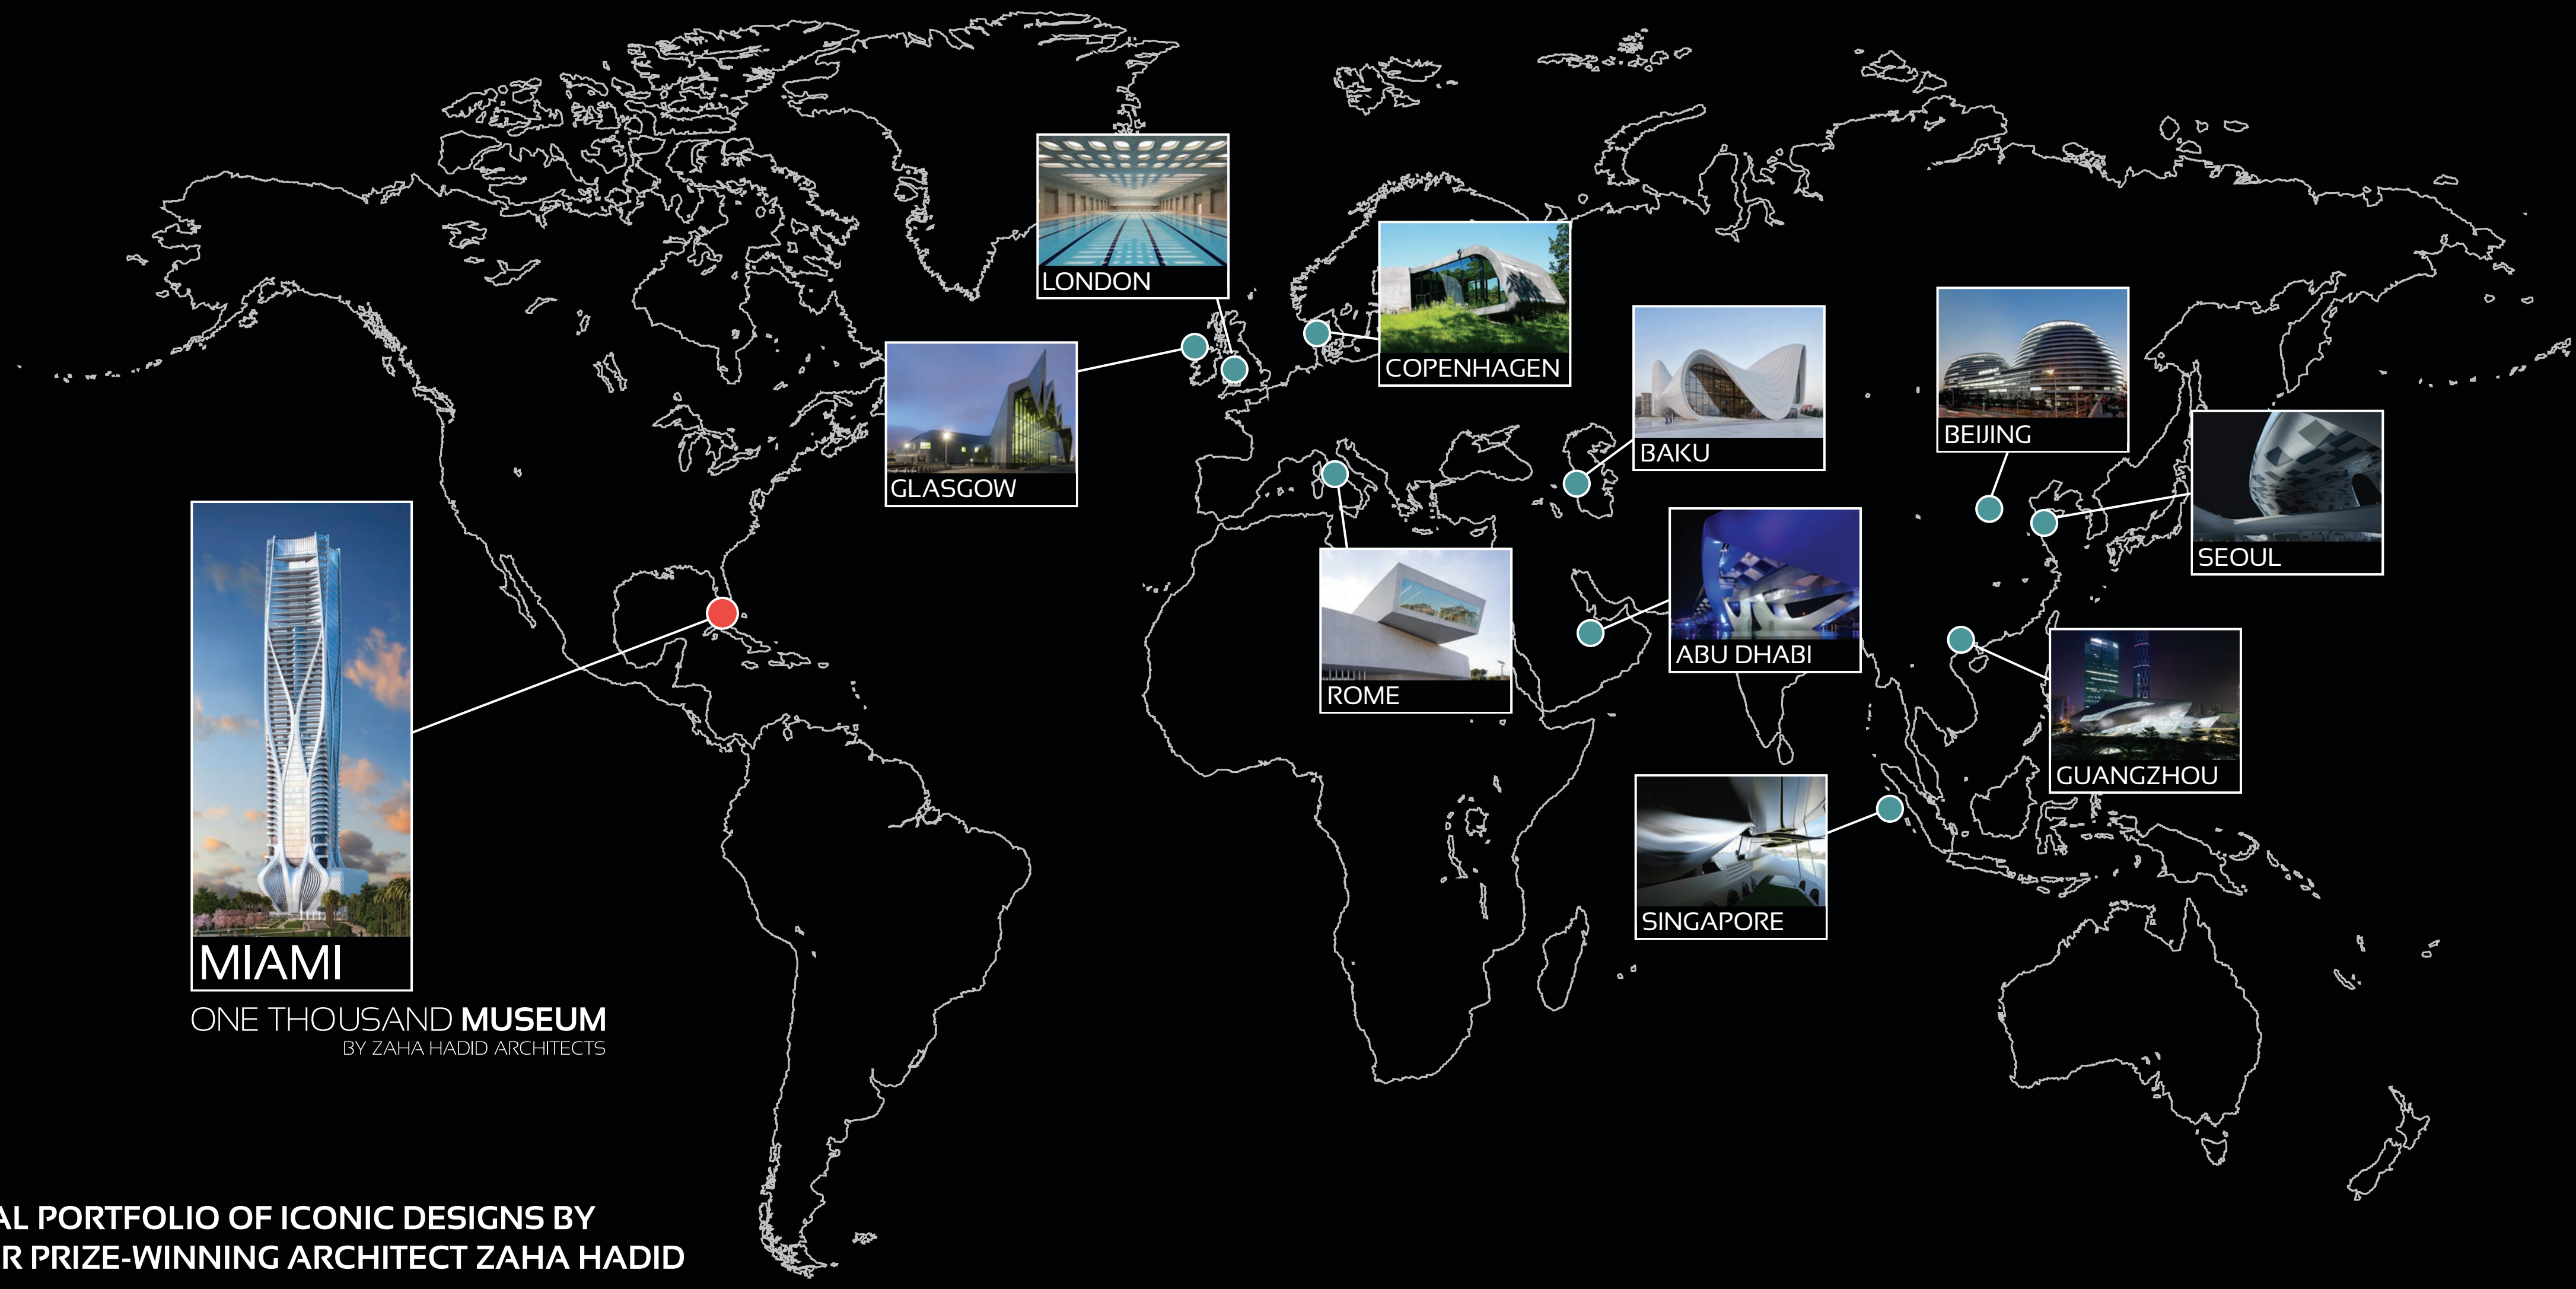 LONDON
COPENHAGEN
GLASGOW
BAKU
BEIJING
SEOUL
ROME
ABU DHABI
GUANGZHOU
SINGAPORE
MIAMI
ONE THOUSAND MUSEUM
BY ZAHA HADID ARCHITECTS
AL PORTFOLIO OF ICONIC DESIGNS BY
R PRIZE-WINNING ARCHITECT ZAHA HADID